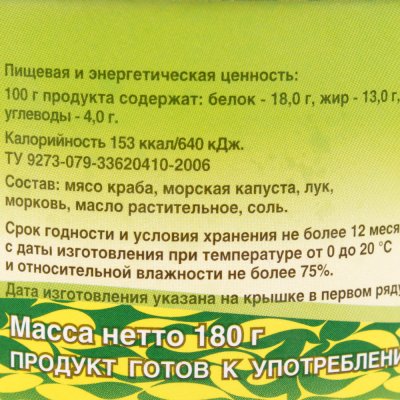 Пищевая и энергетическая ценность:
100 г продукта содержат: белок - 18,0 г, жир - 13,0 г,
углеводы - 4,0 г.
Калорийность 153 ккал/640 кДж.
ТУ 9273-079-33620410-2006
Состав: мясо краба, морская капуста, лук,
морковь, масло растительное, соль.
Срок годности и условия хранения не более 12 меся
с даты изготовления при температуре от 0 до 20 °С
и относительной влажности не более 75%.
Дата изготовления указана на крышке в первом ряду
Масса нетто 180 г
ПРОДУКТ ГОТОВ К УПОТРЕБЛЕНИ